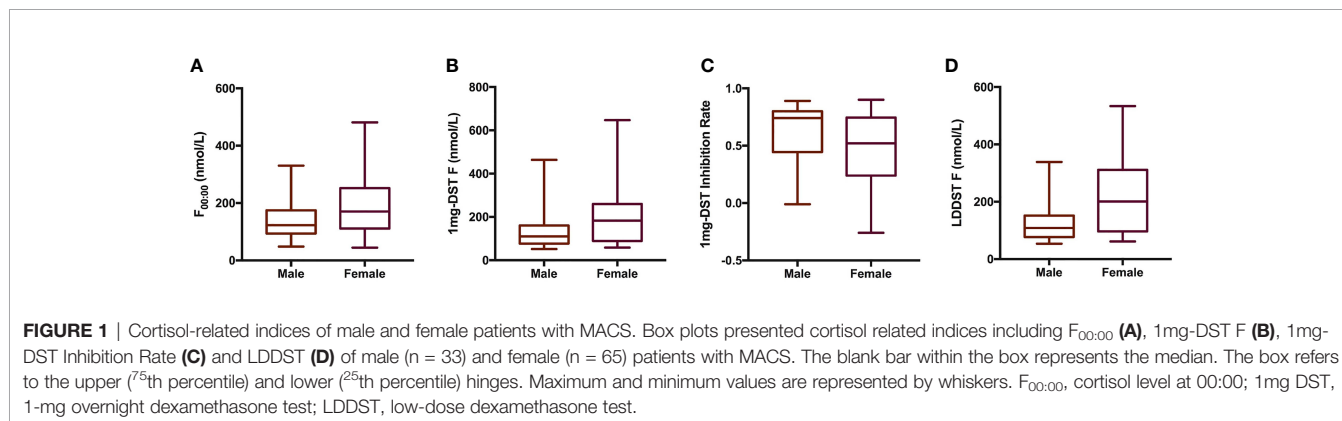 A
600
400
200
0
F00:00 (nmol/L)
Male
Female
B
800
600
400
200
0
1mg-DST F (nmol/L)
Male
Female
C
1.0
0.5
0.0
-0.5
1mg-DST Inhibition Rate
Male
Female
D
600
400
200
0
LDDST F (nmol/L)
Male
Female
FIGURE 1 | Cortisol-related indices of male and female patients with MACS. Box plots presented cortisol related indices including F00:00 (A), 1mg-DST F (B), 1mg-
DST Inhibition Rate (C) and LDDST (D) of male (n = 33) and female (n = 65) patients with MACS. The blank bar within the box represents the median. The box refers
to the upper (75th percentile) and lower (25th percentile) hinges. Maximum and minimum values are represented by whiskers. F00:00, cortisol level at 00:00; 1mg DST,
1-mg overnight dexamethasone test; LDDST, low-dose dexamethasone test.